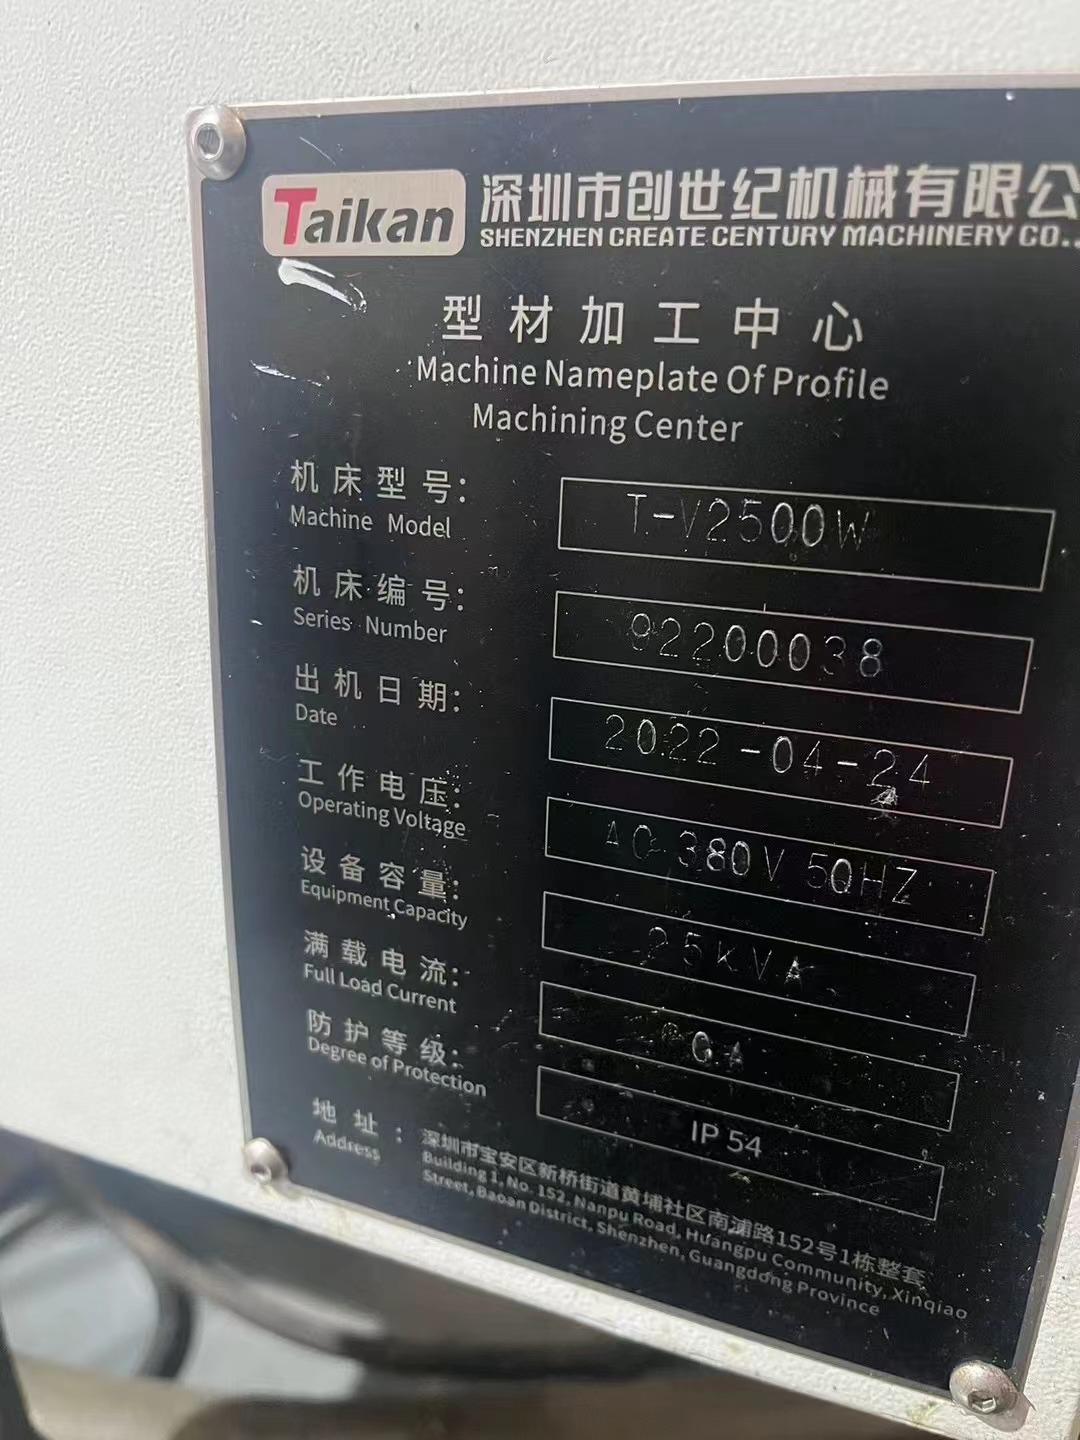 Taikan
深圳市创世纪机械有限公
SHENZHEN CREATE CENTURY MACHINERY CO.,
型材加工中心
Machine Nameplate Of Profile
Machining Center
机床型号: T-V2500W
Machine Model
机床编号: 92200038
Series Number
出机日期: 2022-04-24
Date
工作电压: AC 380V 50HZ
Operating Voltage
设备容量: 25KVA
Equipment Capacity
满载电流:
Full Load Current
防护等级: IP 54
Degree of Protection
地址: 深圳市宝安区新桥街道黄埔社区南浦路152号1栋整套
Address Building 1, No. 152, Nanpu Road, Huangpu Community, Xinqiao
Street, Baoan District, Shenzhen, Guangdong Province